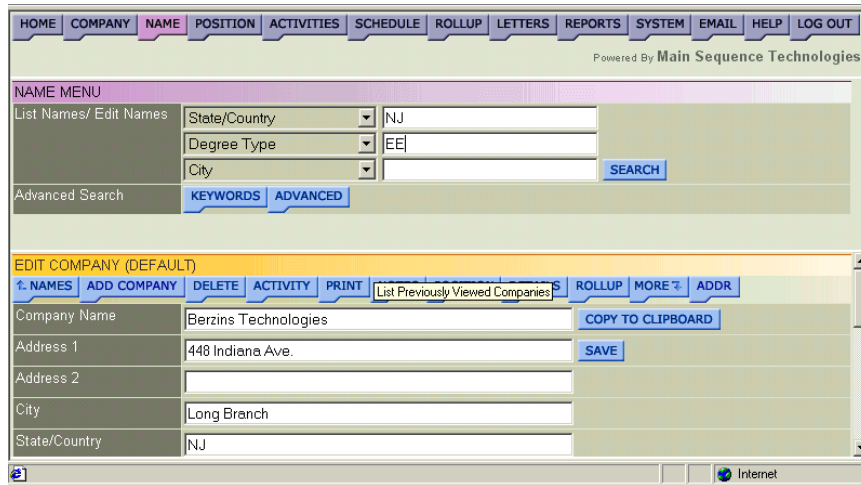 HOME COMPANY NAME POSITION ACTIVITIES SCHEDULE ROLLUP LETTERS REPORTS SYSTEM EMAIL HELP LOG OUT
Powered By Main Sequence Technologies
NAME MENU
List Names/ Edit Names State/Country NJ
Degree Type EE
City SEARCH
Advanced Search KEYWORDS ADVANCED
EDIT COMPANY (DEFAULT)
NAMES ADD COMPANY DELETE ACTIVITY PRINT List Previously Viewed Companies ROLLUP MORE ADDR
Company Name Berzins Technologies COPY TO CLIPBOARD
Address 1 448 Indiana Ave. SAVE
Address 2
City Long Branch
State/Country NJ
Internet